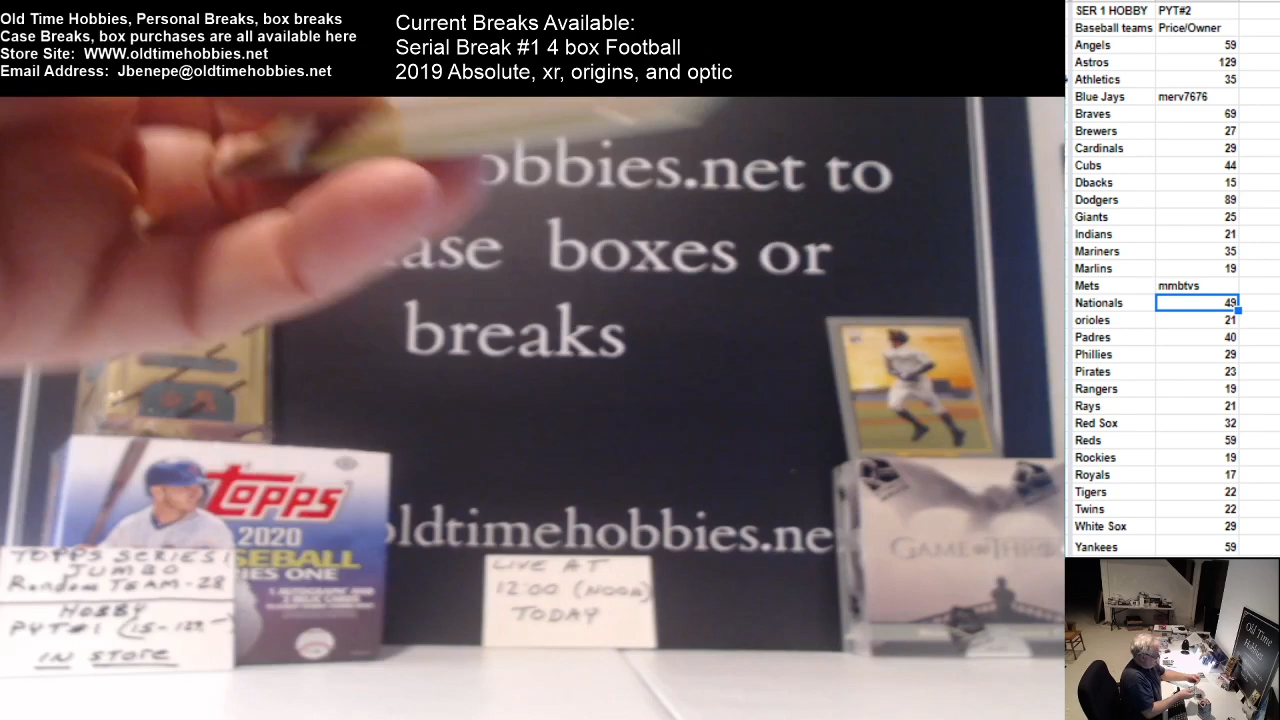 Old Time Hobbies, Personal Breaks, box breaks
Case Breaks, box purchases are all available here
Store Site:  WWW.oldtimehobbies.net
Email Address:  Jbenepe@oldtimehobbies.net
Current Breaks Available:
Serial Break #1 4 box Football
2019 Absolute, xr, origins, and optic
SER 1 HOBBY PYT#2
Baseball teams Price/Owner
Angels 59
Astros 129
Athletics 35
Blue Jays merv7676
Braves 69
Brewers 27
Cardinals 29
Cubs 44
Dbacks 15
Dodgers 89
Giants 25
Indians 21
Mariners 35
Marlins 19
Mets mmbtvs
Nationals 49
orioles 21
Padres 40
Phillies 29
Pirates 23
Rangers 19
Rays 21
Red Sox 32
Reds 59
Rockies 19
Royals 17
Tigers 22
Twins 22
White Sox 29
Yankees 59
obbies.net to
ase boxes or
breaks
ldtimehobbies.ne
TOPPS
2020
SEBALL
IES ONE
TOPPS SERIES 1
JUMBO
Random TEAM-28
HOBBY
IN STORE
LIVE AT
12:00 (NOON)
TODAY
GAME OF THRO
Old Time